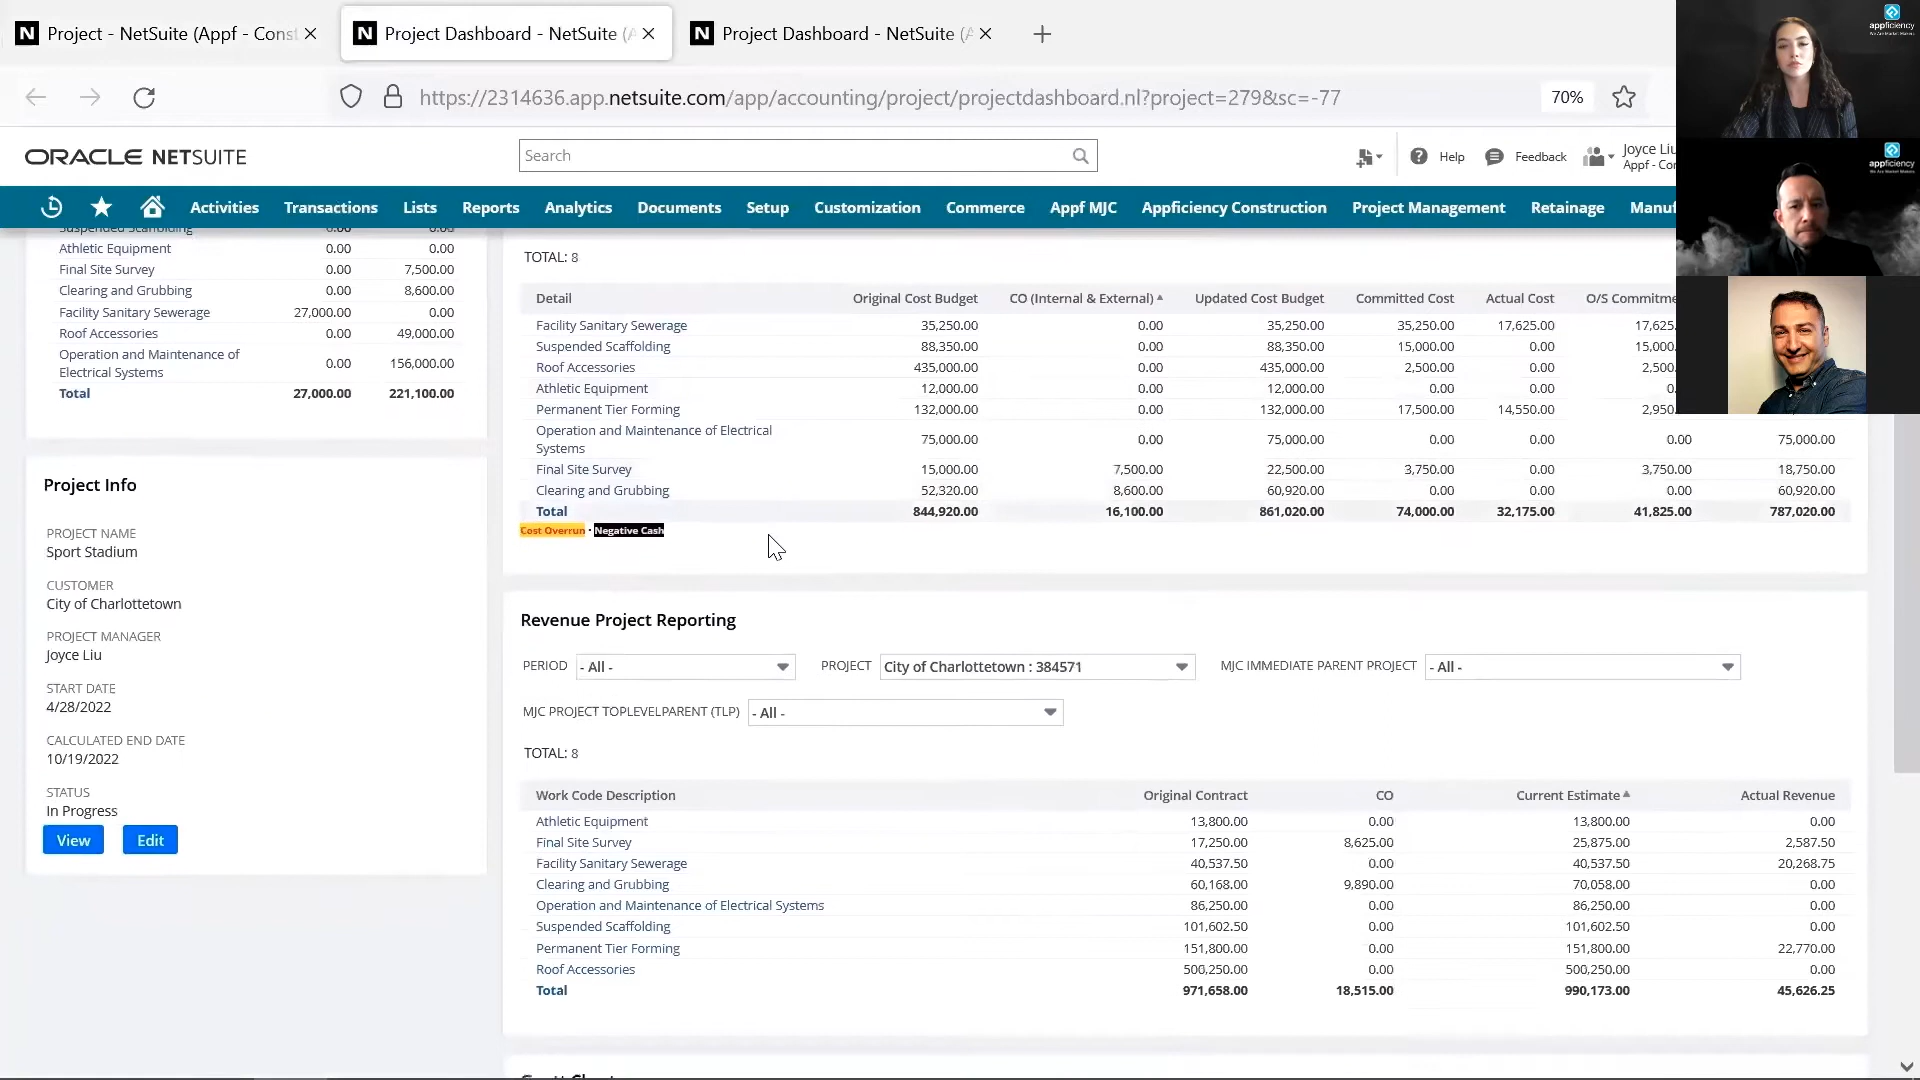 Project - NetSuite (Appf - Const
Project Dashboard - NetSuite (A
Project Dashboard - NetSuite (A
https://2314636.app.netsuite.com/app/accounting/project/projectdashboard.nl?project=279&sc=-77
70%
appficiency
We Are Market Makers
appficiency
We Are Market Makers
ORACLE NETSUITE
Search
Help
Feedback
Joyce Liu
Appf - Con
Activities Transactions Lists Reports Analytics Documents Setup Customization Commerce Appf MJC Appficiency Construction Project Management Retainage Manuf
Suspended Scaffolding 0.00 0.00
Athletic Equipment 0.00 0.00
Final Site Survey 0.00 7,500.00
Clearing and Grubbing 0.00 8,600.00
Facility Sanitary Sewerage 27,000.00 0.00
Roof Accessories 0.00 49,000.00
Operation and Maintenance of
Electrical Systems 0.00 156,000.00
Total 27,000.00 221,100.00
Project Info
PROJECT NAME
Sport Stadium
CUSTOMER
City of Charlottetown
PROJECT MANAGER
Joyce Liu
START DATE
4/28/2022
CALCULATED END DATE
10/19/2022
STATUS
In Progress
View Edit
TOTAL: 8
Detail Original Cost Budget CO (Internal & External) Updated Cost Budget Committed Cost Actual Cost O/S Commitme
Facility Sanitary Sewerage 35,250.00 0.00 35,250.00 35,250.00 17,625.00 17,625.
Suspended Scaffolding 88,350.00 0.00 88,350.00 15,000.00 0.00 15,000.
Roof Accessories 435,000.00 0.00 435,000.00 2,500.00 0.00 2,500.
Athletic Equipment 12,000.00 0.00 12,000.00 0.00 0.00 0.
Permanent Tier Forming 132,000.00 0.00 132,000.00 17,500.00 14,550.00 2,950.
Operation and Maintenance of Electrical
Systems 75,000.00 0.00 75,000.00 0.00 0.00 0.00 75,000.00
Final Site Survey 15,000.00 7,500.00 22,500.00 3,750.00 0.00 3,750.00 18,750.00
Clearing and Grubbing 52,320.00 8,600.00 60,920.00 0.00 0.00 0.00 60,920.00
Total 844,920.00 16,100.00 861,020.00 74,000.00 32,175.00 41,825.00 787,020.00
Cost Overrun · Negative Cash
Revenue Project Reporting
PERIOD - All - PROJECT City of Charlottetown : 384571 MJC IMMEDIATE PARENT PROJECT - All -
MJC PROJECT TOPLEVELPARENT (TLP) - All -
TOTAL: 8
Work Code Description Original Contract CO Current Estimate Actual Revenue
Athletic Equipment 13,800.00 0.00 13,800.00 0.00
Final Site Survey 17,250.00 8,625.00 25,875.00 2,587.50
Facility Sanitary Sewerage 40,537.50 0.00 40,537.50 20,268.75
Clearing and Grubbing 60,168.00 9,890.00 70,058.00 0.00
Operation and Maintenance of Electrical Systems 86,250.00 0.00 86,250.00 0.00
Suspended Scaffolding 101,602.50 0.00 101,602.50 0.00
Permanent Tier Forming 151,800.00 0.00 151,800.00 22,770.00
Roof Accessories 500,250.00 0.00 500,250.00 0.00
Total 971,658.00 18,515.00 990,173.00 45,626.25